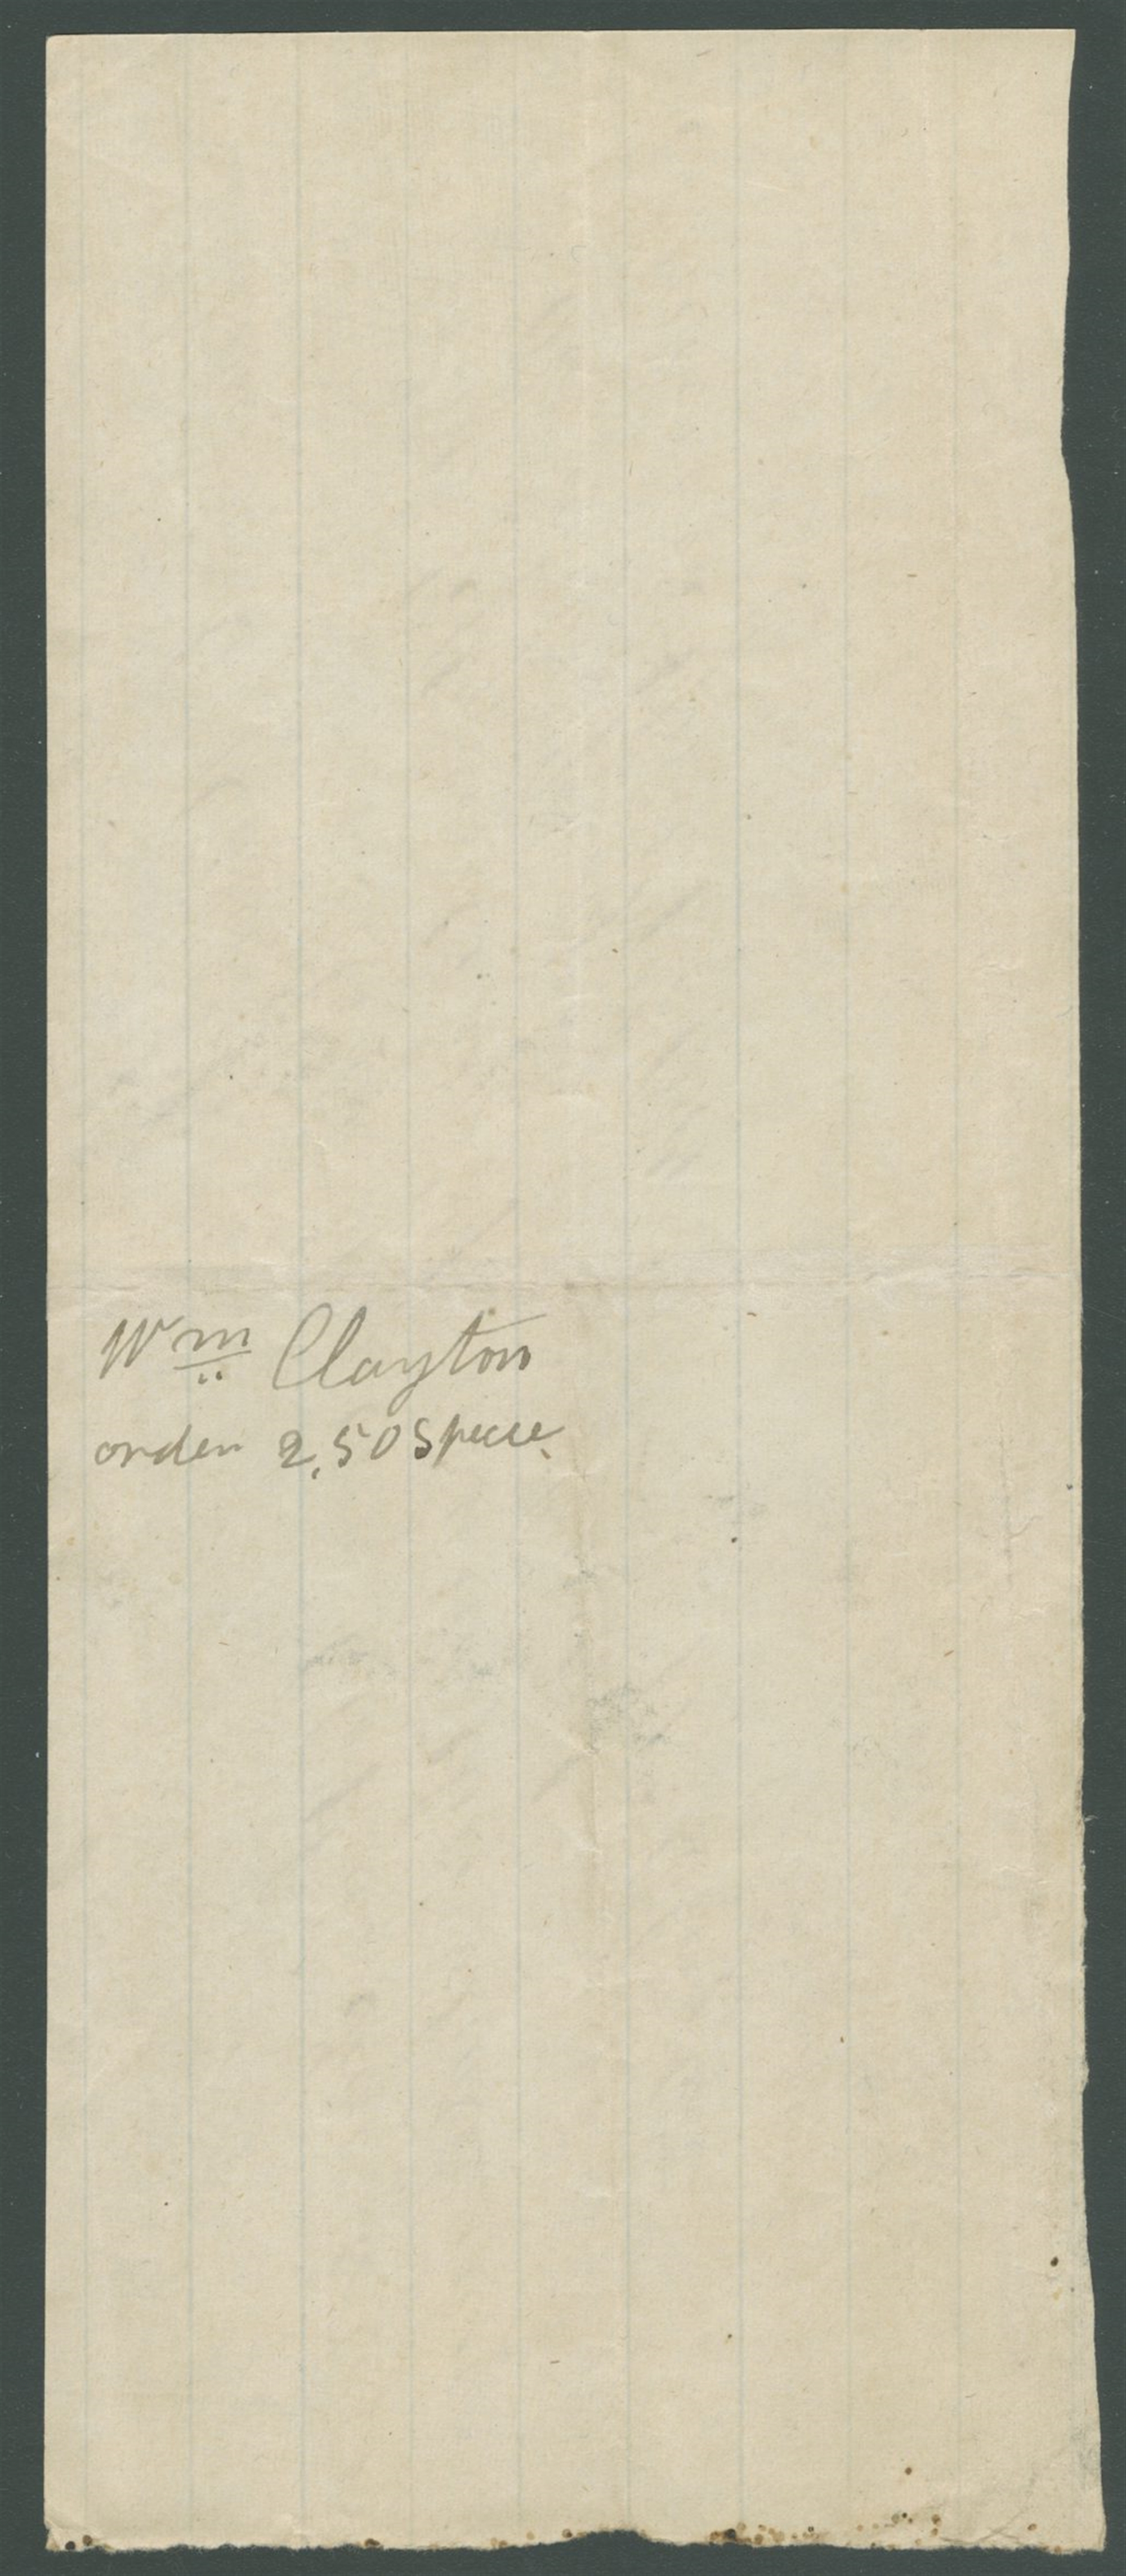 Wm Clayton
order 2,50 Specie.